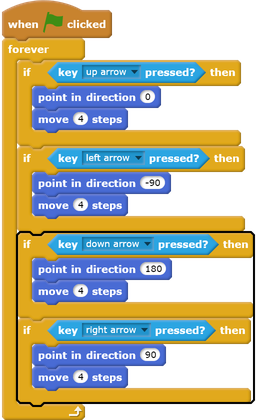 when clicked
forever
if key up arrow pressed? then
point in direction 0
move 4 steps
if key left arrow pressed? then
point in direction -90
move 4 steps
if key down arrow pressed? then
point in direction 180
move 4 steps
if key right arrow pressed? then
point in direction 90
move 4 steps